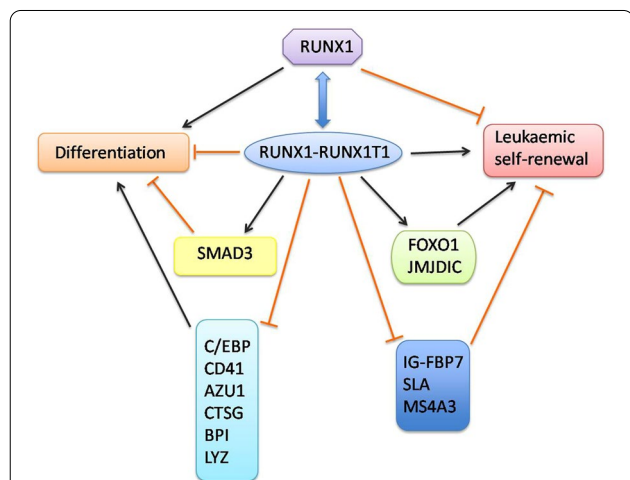 RUNX1
Differentiation
RUNX1-RUNX1T1
Leukaemic
self-renewal
SMAD3
FOXO1
JMJDIC
C/EBP
CD41
AZU1
CTSG
BPI
LYZ
IG-FBP7
SLA
MS4A3